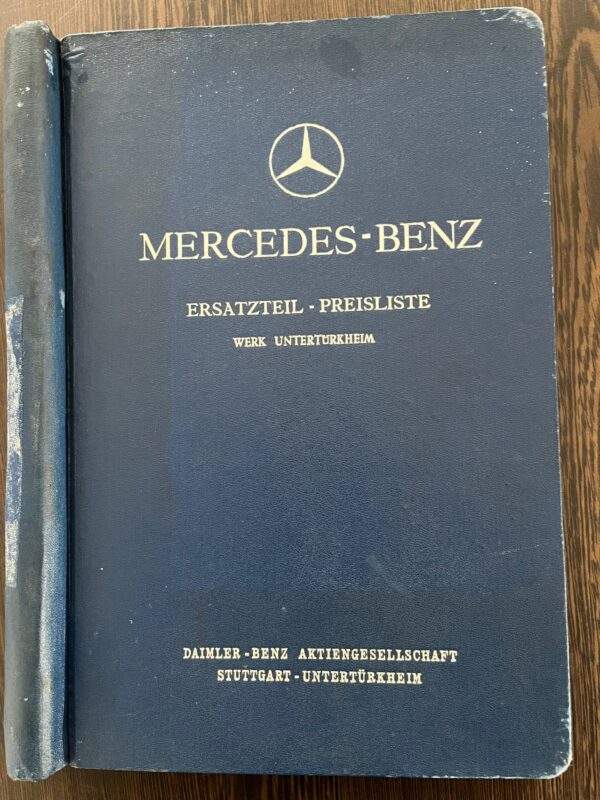 MERCEDES-BENZ
ERSATZTEIL - PREISLISTE
WERK UNTERTÜRKHEIM
DAIMLER-BENZ AKTIENGESELLSCHAFT
STUTTGART-UNTERTÜRKHEIM